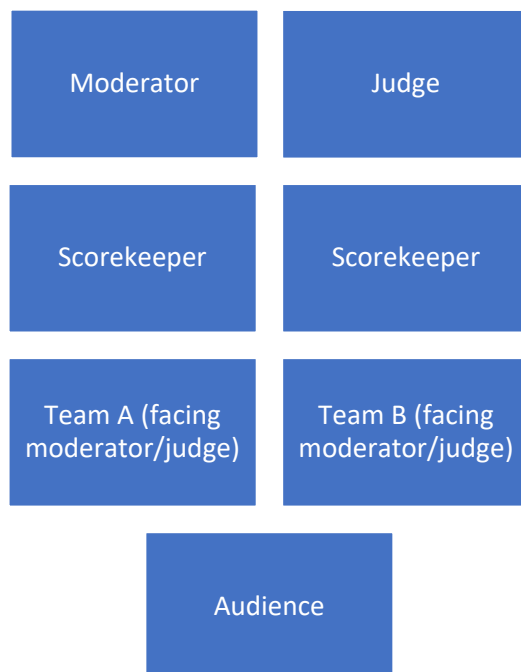 Moderator
Judge
Scorekeeper
Scorekeeper
Team A (facing
moderator/judge)
Team B (facing
moderator/judge)
Audience